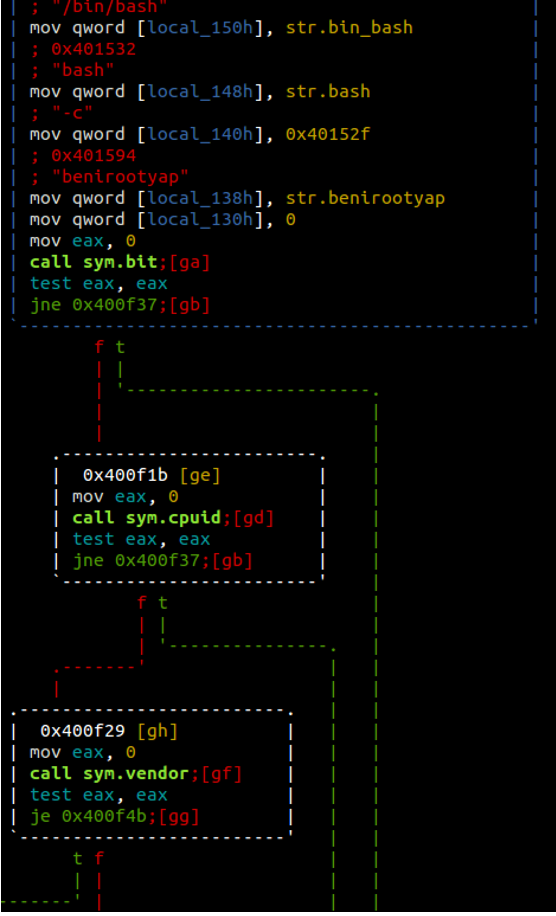 ; "/bin/bash"
mov qword [local_150h], str.bin_bash
; 0x401532
; "bash"
mov qword [local_148h], str.bash
; "-c"
mov qword [local_140h], 0x40152f
; 0x401594
; "benirootyap"
mov qword [local_138h], str.benirootyap
mov qword [local_130h], 0
mov eax, 0
call sym.bit;[ga]
test eax, eax
jne 0x400f37;[gb]
f t
0x400f1b [ge]
mov eax, 0
call sym.cpuid;[gd]
test eax, eax
jne 0x400f37;[gb]
f t
0x400f29 [gh]
mov eax, 0
call sym.vendor;[gf]
test eax, eax
je 0x400f4b;[gg]
t f